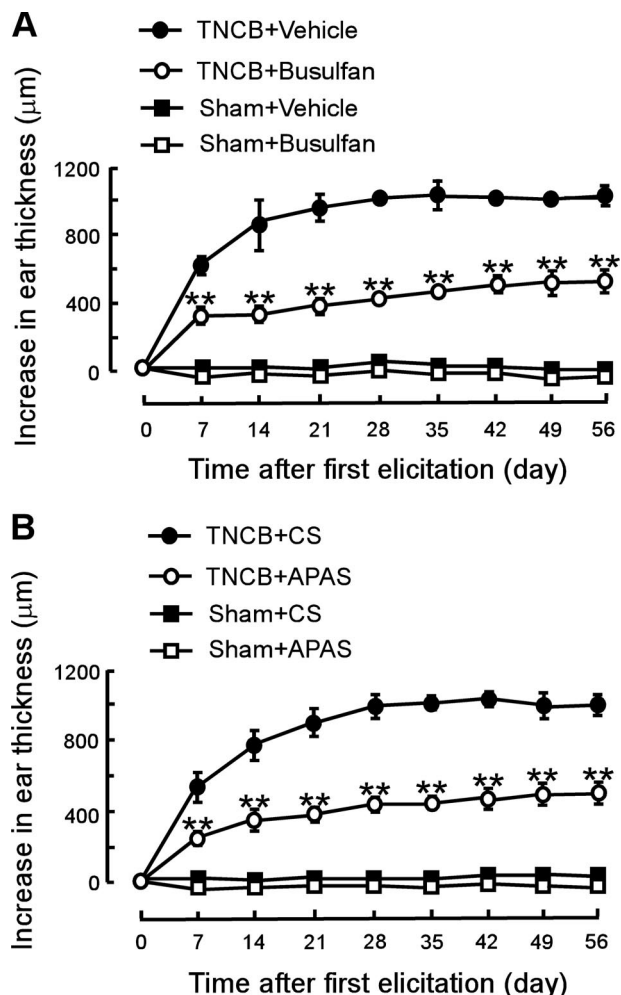 A
TNCB+Vehicle
TNCB+Busulfan
Sham+Vehicle
Sham+Busulfan
Increase in ear thickness (μm)
1200
800
400
0
** ** ** ** ** ** ** **
0 7 14 21 28 35 42 49 56
Time after first elicitation (day)
B
TNCB+CS
TNCB+APAS
Sham+CS
Sham+APAS
Increase in ear thickness (μm)
1200
800
400
0
** ** ** ** ** ** ** **
0 7 14 21 28 35 42 49 56
Time after first elicitation (day)